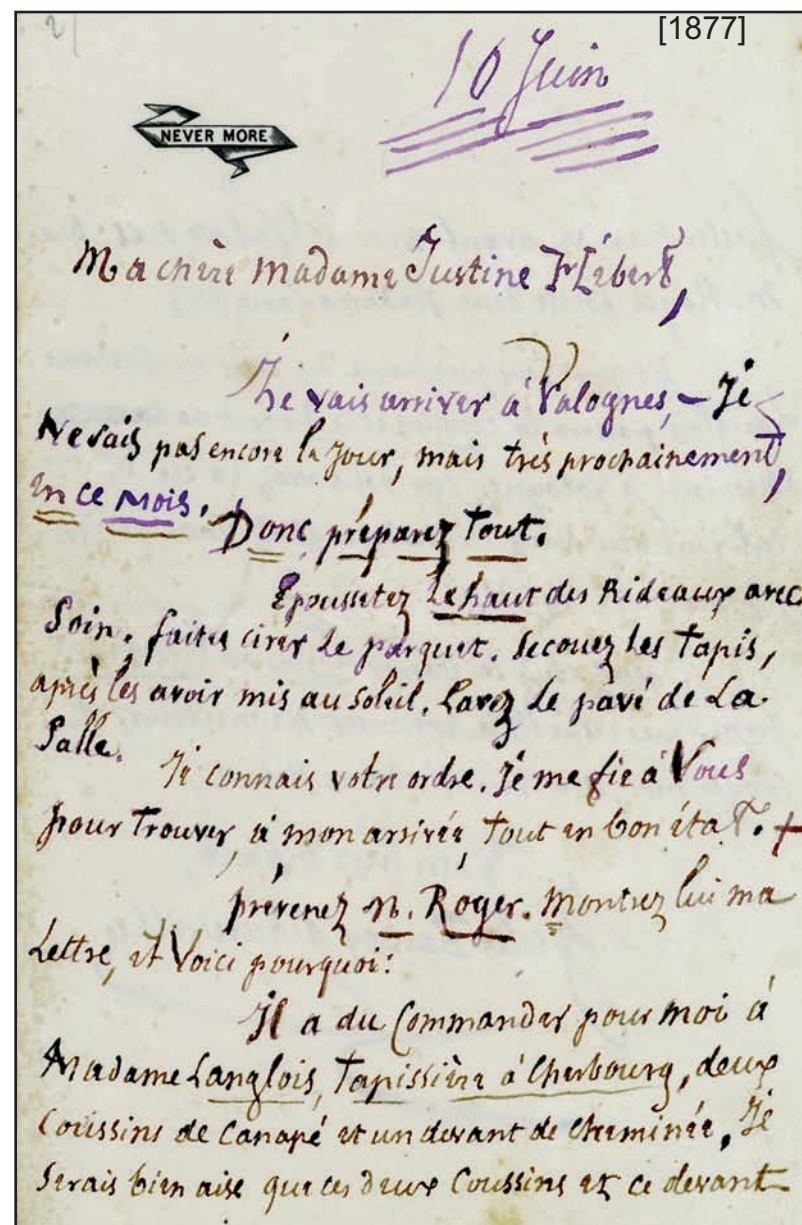 [1877]
10 Juin
NEVER MORE
Ma chère Madame Justine
Je vais arriver à Valognes, – Je
Ne sais pas encore le jour, mais très prochainement,
en ce mois.
Donc, préparez tout.
Epoussetez le haut des Rideaux avec
Soin. faites cirer le parquet. Secouez les Tapis,
après les avoir mis au Soleil. Lavez le pavé de La
Salle.
Je connais votre ordre. Je me fie à Vous
pour Trouver, à mon arrivée, Tout en bon état. +
prévenez M. Roger. Montrez lui ma
Lettre, et Voici pourquoi:
Il a du Commander pour moi à
Madame Langlois, Tapissière à Cherbourg, deux
Coussins de Canapé et un devant de Cheminée. Je
Serais bien aise que ces deux Coussins et ce devant